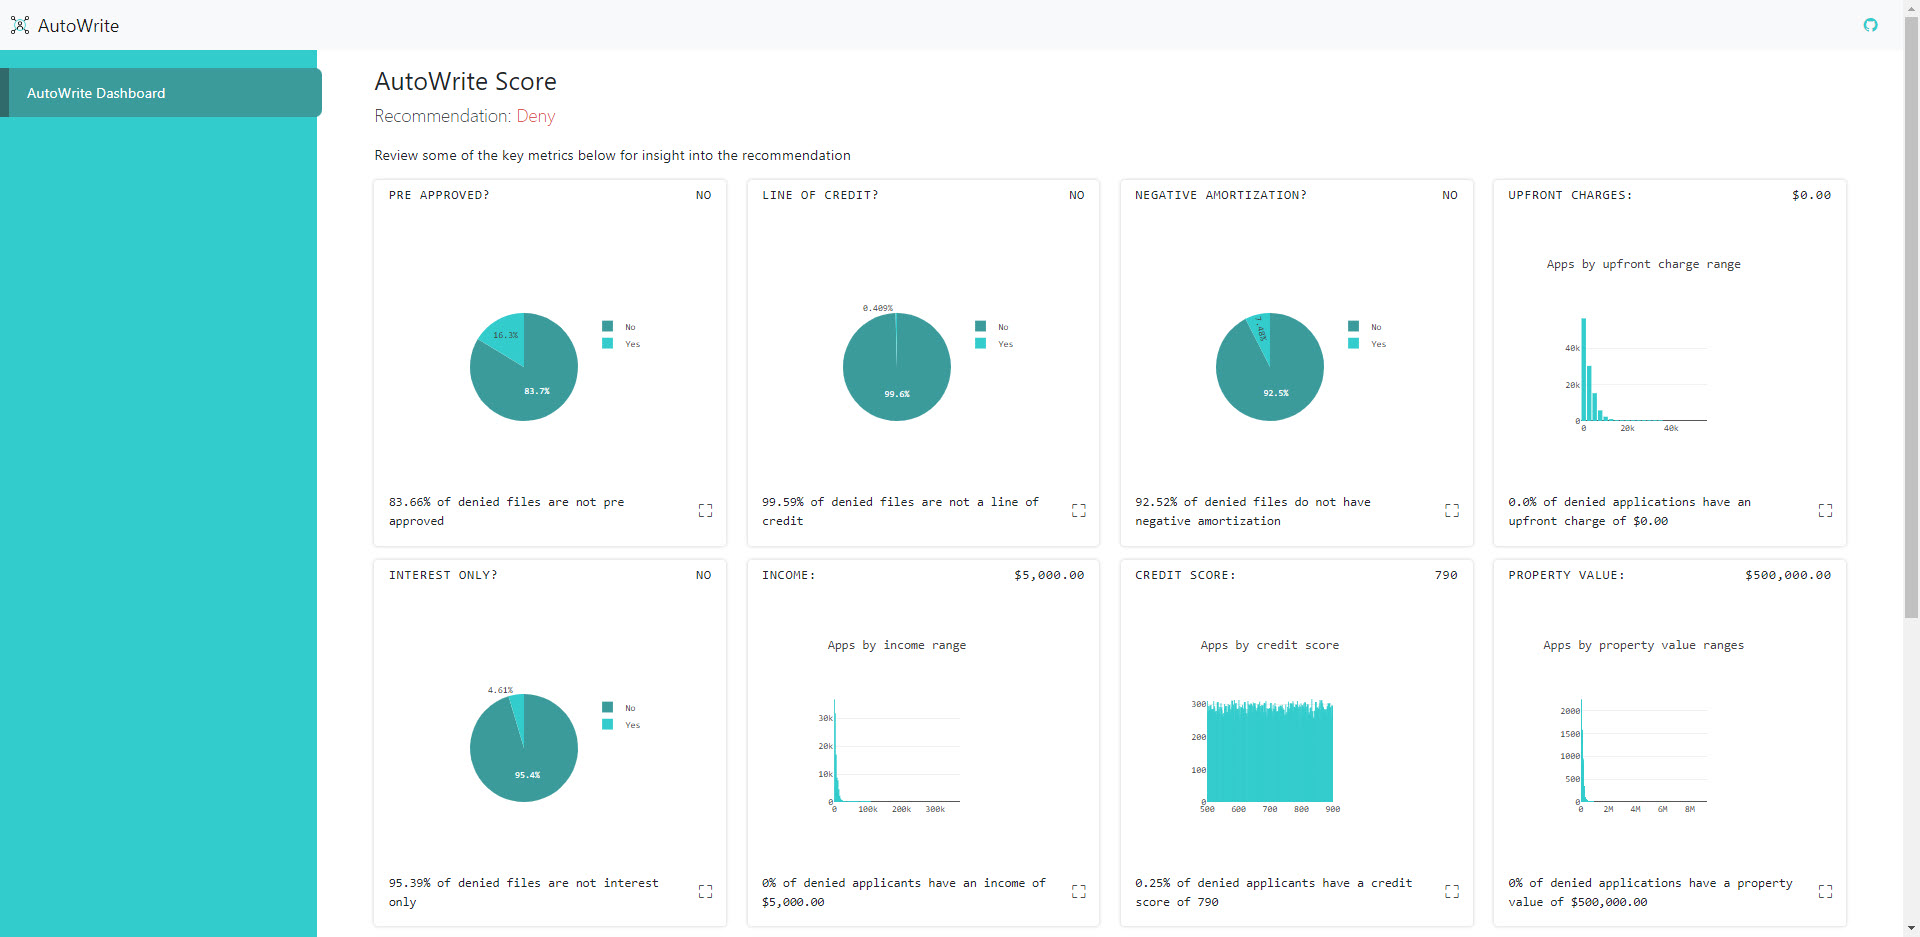 AutoWrite
AutoWrite Dashboard
AutoWrite Score
Recommendation: Deny
Review some of the key metrics below for insight into the recommendation
PRE APPROVED? NO
16.3%
83.7%
No
Yes
83.66% of denied files are not pre
approved
LINE OF CREDIT? NO
0.409%
99.6%
No
Yes
99.59% of denied files are not a line of
credit
NEGATIVE AMORTIZATION? NO
7.48%
92.5%
No
Yes
92.52% of denied files do not have
negative amortization
UPFRONT CHARGES: $0.00
Apps by upfront charge range
40k
20k
0
0 20k 40k
0.0% of denied applications have an
upfront charge of $0.00
INTEREST ONLY? NO
4.61%
95.4%
No
Yes
95.39% of denied files are not interest
only
INCOME: $5,000.00
Apps by income range
30k
20k
10k
0
0 100k 200k 300k
0% of denied applicants have an income of
$5,000.00
CREDIT SCORE: 790
Apps by credit score
300
200
100
0
500 600 700 800 900
0.25% of denied applicants have a credit
score of 790
PROPERTY VALUE: $500,000.00
Apps by property value ranges
2000
1500
1000
500
0
0 2M 4M 6M 8M
0% of denied applications have a property
value of $500,000.00